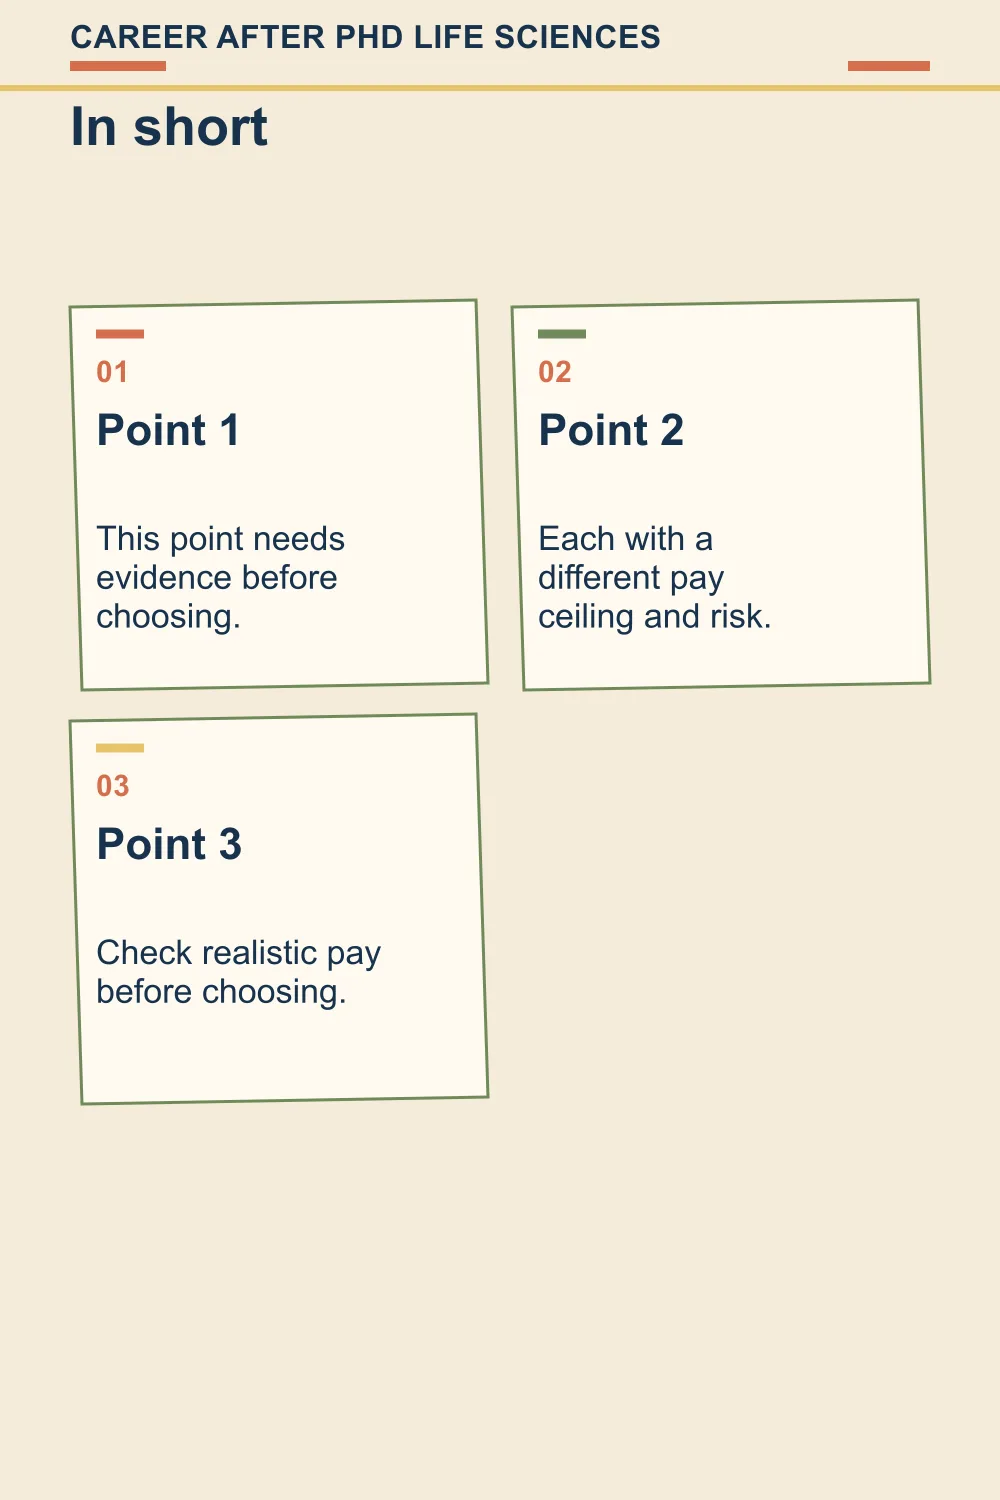 CAREER AFTER PHD LIFE SCIENCES
In short
01
Point 1
This point needs
evidence before
choosing.
02
Point 2
Each with a
different pay
ceiling and risk.
03
Point 3
Check realistic pay
before choosing.